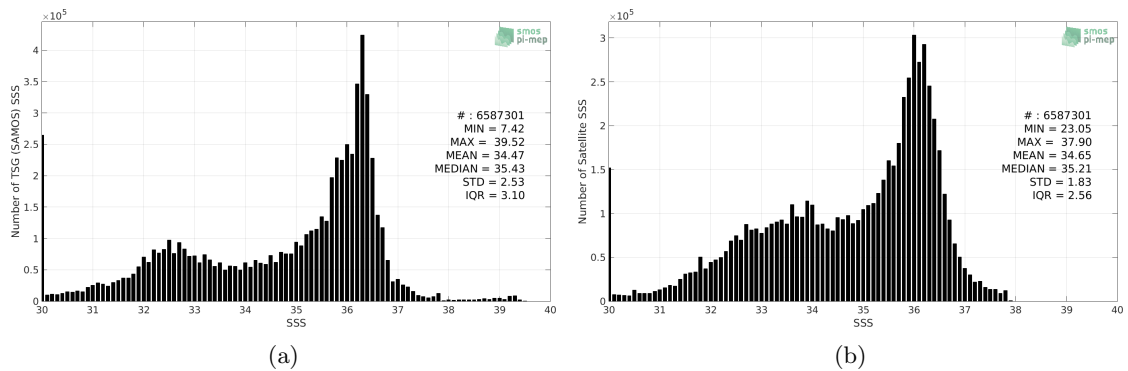 ×10⁵
smos
pi-mep
Number of TSG (SAMOS) SSS
4
3.5
3
2.5
2
1.5
1
0.5
0
# : 6587301
MIN = 7.42
MAX = 39.52
MEAN = 34.47
MEDIAN = 35.43
STD = 2.53
IQR = 3.10
30 31 32 33 34 35 36 37 38 39 40
SSS
(a)
×10⁵
smos
pi-mep
Number of Satellite SSS
3
2.5
2
1.5
1
0.5
0
# : 6587301
MIN = 23.05
MAX = 37.90
MEAN = 34.65
MEDIAN = 35.21
STD = 1.83
IQR = 2.56
30 31 32 33 34 35 36 37 38 39 40
SSS
(b)